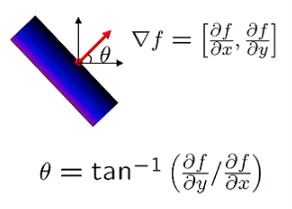 θ
∇f = [∂f/∂x, ∂f/∂y]
θ = tan⁻¹ (∂f/∂y / ∂f/∂x)